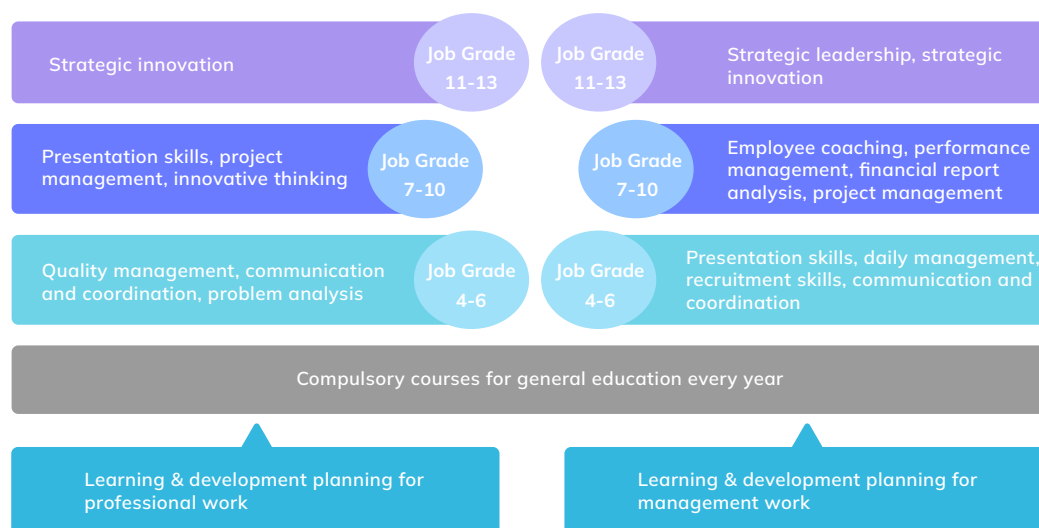 Strategic innovation
Job Grade
11-13
Job Grade
11-13
Strategic leadership, strategic
innovation
Presentation skills, project
management, innovative thinking
Job Grade
7-10
Job Grade
7-10
Employee coaching, performance
management, financial report
analysis, project management
Quality management, communication
and coordination, problem analysis
Job Grade
4-6
Job Grade
4-6
Presentation skills, daily management,
recruitment skills, communication and
coordination
Compulsory courses for general education every year
Learning & development planning for
professional work
Learning & development planning for
management work